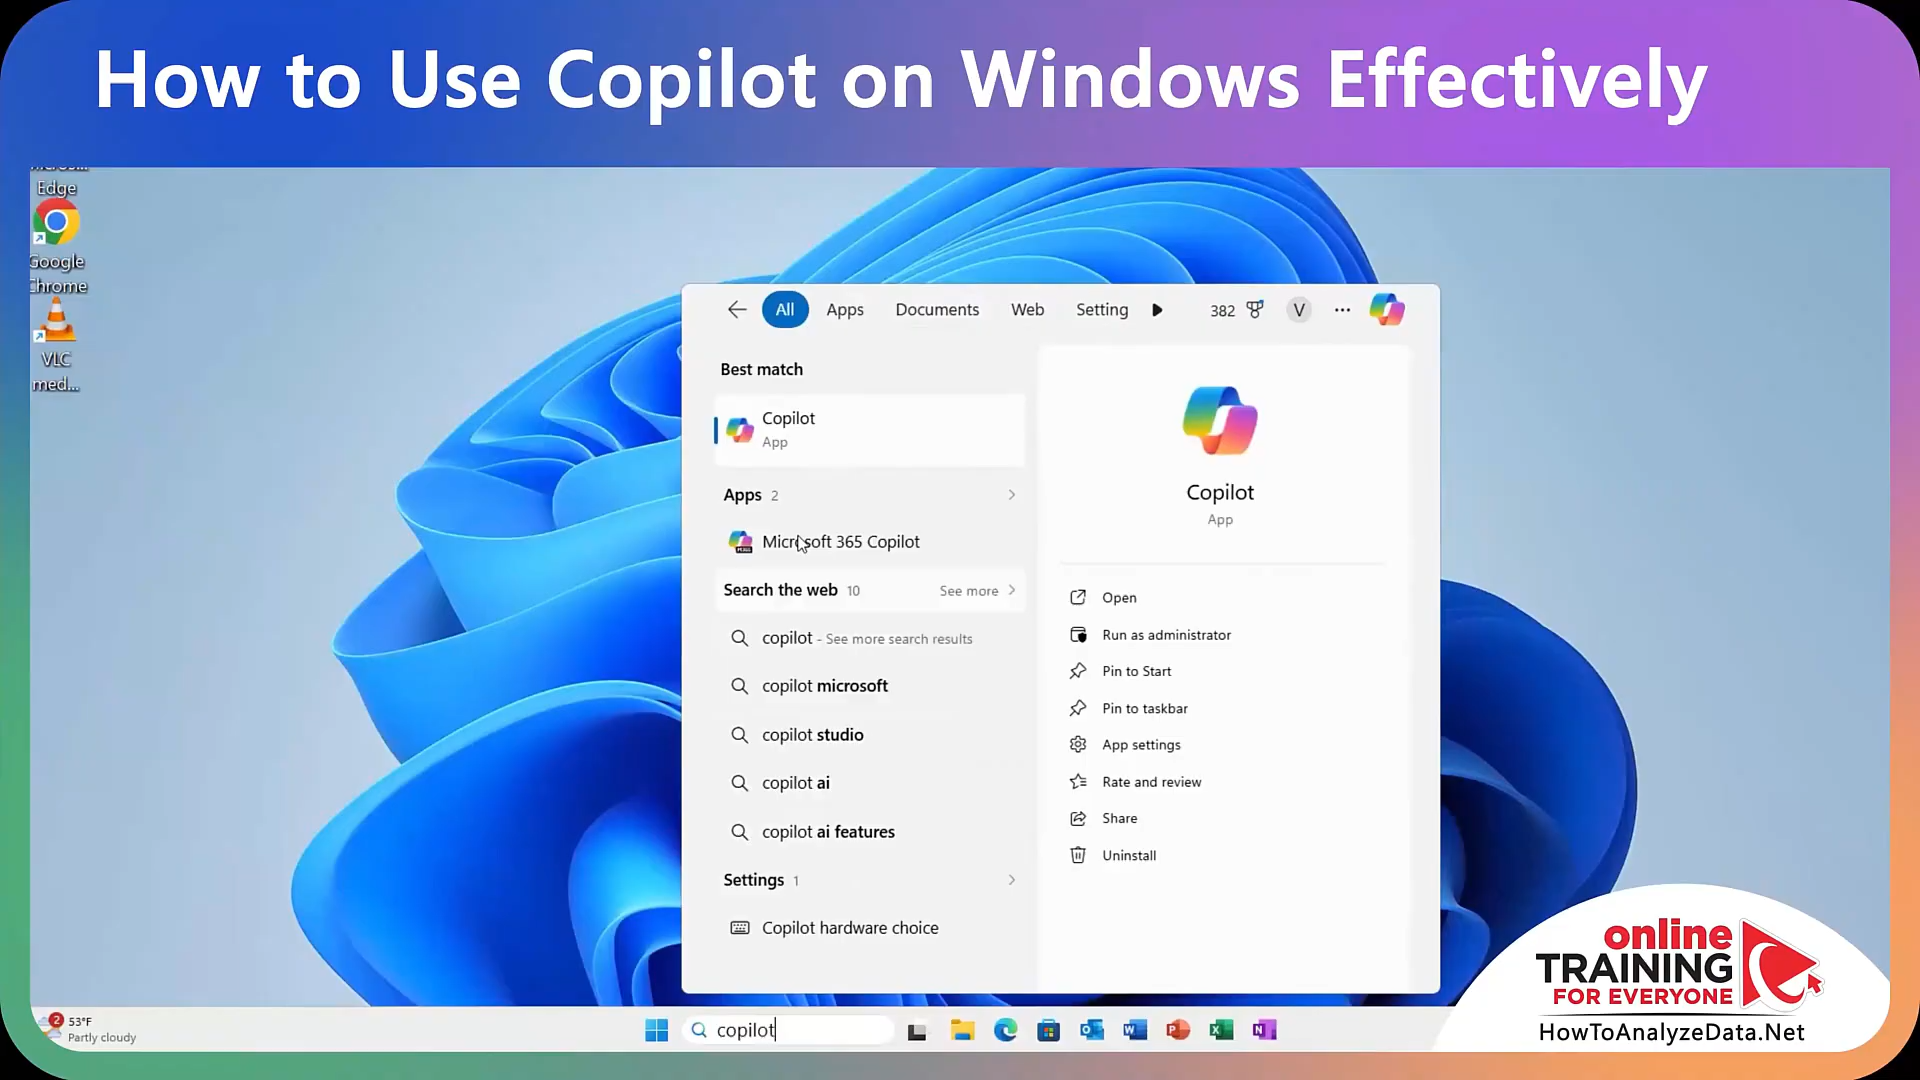 How to Use Copilot on Windows Effectively
Edge
Google
Chrome
VLC
med...
All Apps Documents Web Setting 382 V ...
Best match
Copilot
App
Apps 2
Microsoft 365 Copilot
Search the web 10 See more
copilot - See more search results
copilot microsoft
copilot studio
copilot ai
copilot ai features
Settings 1
Copilot hardware choice
Copilot
App
Open
Run as administrator
Pin to Start
Pin to taskbar
App settings
Rate and review
Share
Uninstall
online
TRAINING
FOR EVERYONE
HowToAnalyzeData.Net
2 53°F
Partly cloudy
copilot